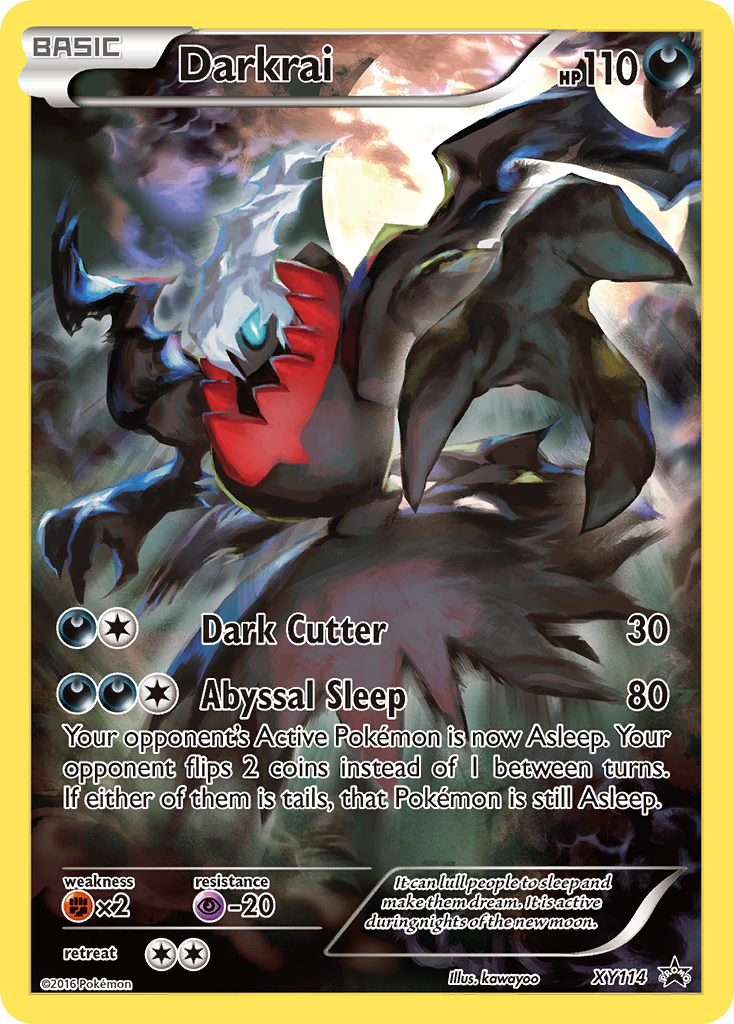 BASIC
Darkrai
HP110
Dark Cutter 30
Abyssal Sleep 80
Your opponent's Active Pokémon is now Asleep. Your
opponent flips 2 coins instead of 1 between turns.
If either of them is tails, that Pokémon is still Asleep.
weakness resistance
×2 -20
It can lull people to sleep and
make them dream. It is active
during nights of the new moon.
retreat
©2016 Pokémon
Illus. kawayoo
XY114
PROMO